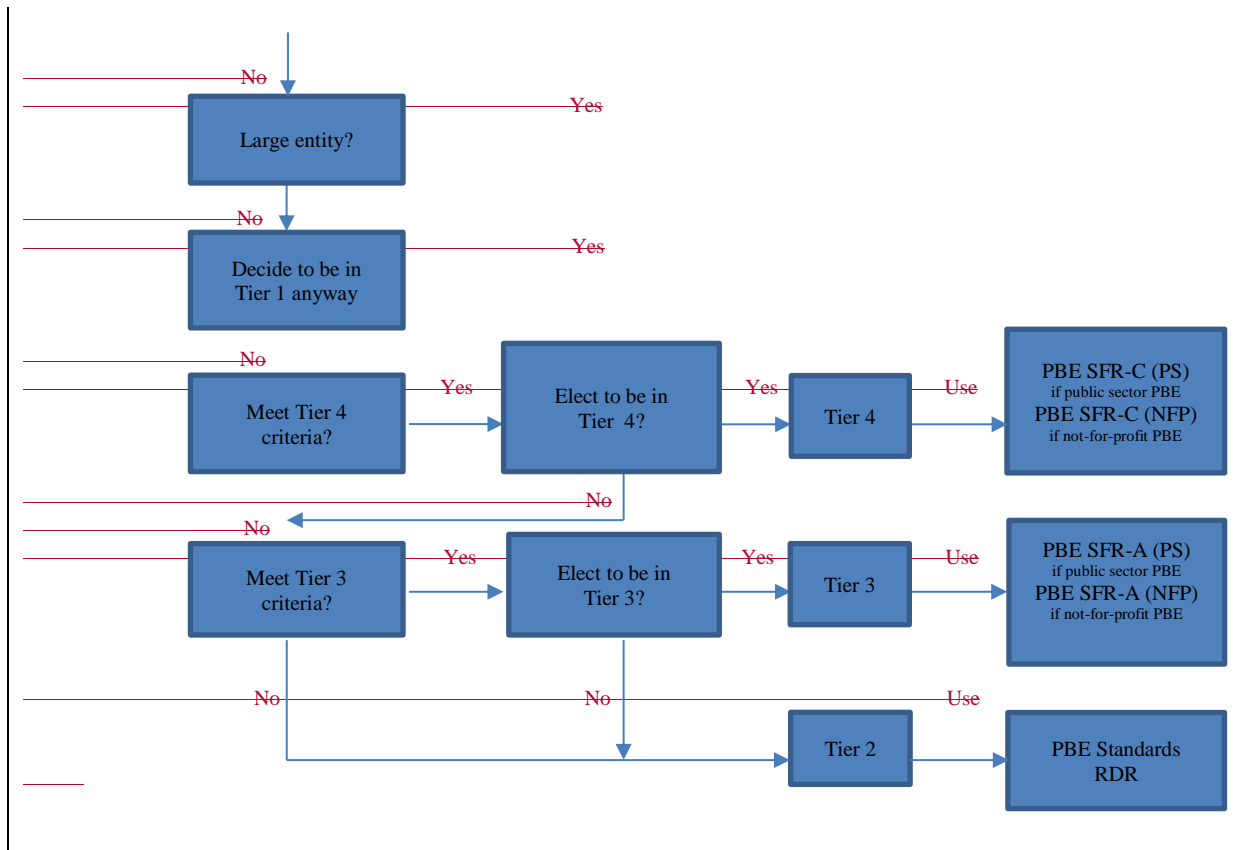 No
Yes
Large entity?
No
Yes
Decide to be in
Tier 1 anyway
No
Yes
Yes
Use
Meet Tier 4
criteria?
Elect to be in
Tier 4?
Tier 4
PBE SFR-C (PS)
if public sector PBE
PBE SFR-C (NFP)
if not-for-profit PBE
No
No
Yes
Yes
Use
Meet Tier 3
criteria?
Elect to be in
Tier 3?
Tier 3
PBE SFR-A (PS)
if public sector PBE
PBE SFR-A (NFP)
if not-for-profit PBE
No
No
Use
Tier 2
PBE Standards
RDR